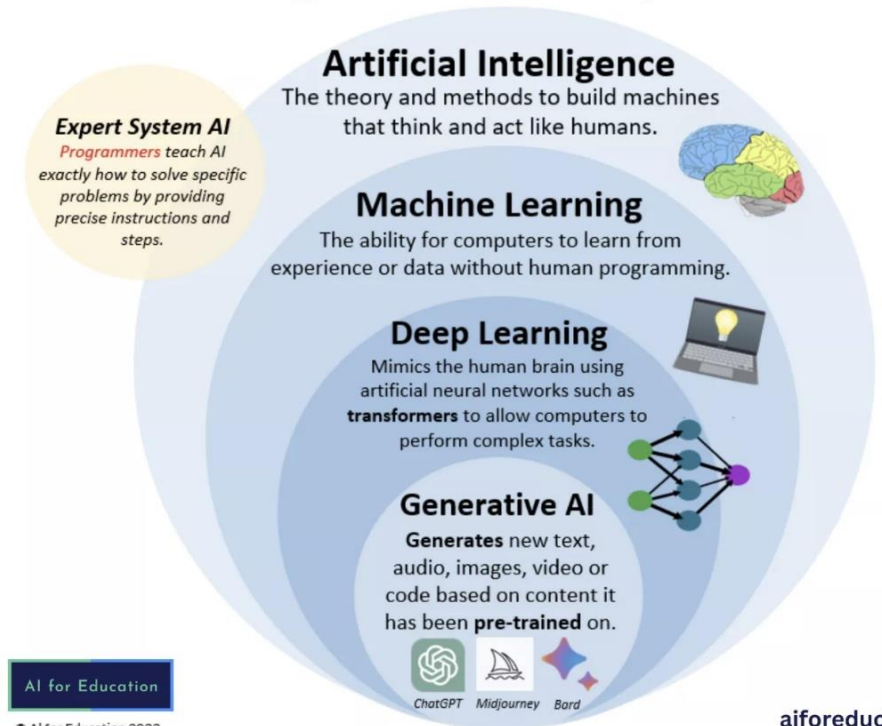 Artificial Intelligence
The theory and methods to build machines
that think and act like humans.
Expert System AI
Programmers teach AI
exactly how to solve specific
problems by providing
precise instructions and
steps.
Machine Learning
The ability for computers to learn from
experience or data without human programming.
Deep Learning
Mimics the human brain using
artificial neural networks such as
transformers to allow computers to
perform complex tasks.
Generative AI
Generates new text,
audio, images, video or
code based on content it
has been pre-trained on.
ChatGPT Midjourney Bard
AI for Education
aiforeduc